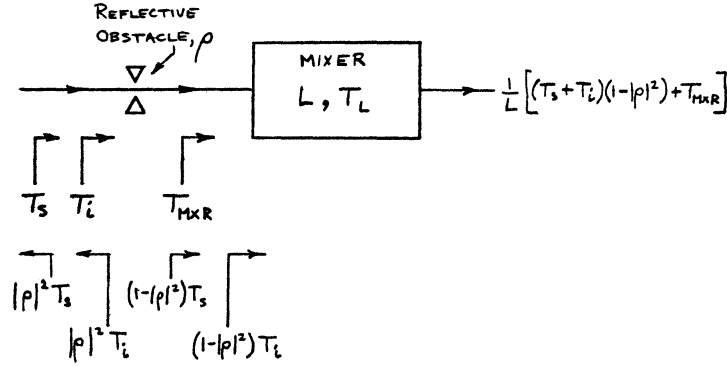 REFLECTIVE
OBSTACLE, ρ
MIXER
L, T_L
1/L [(T_s + T_i)(1-|ρ|²) + T_MXR]
T_s T_i T_MXR
|ρ|² T_s (1-|ρ|²) T_s
|ρ|² T_i (1-|ρ|²) T_i